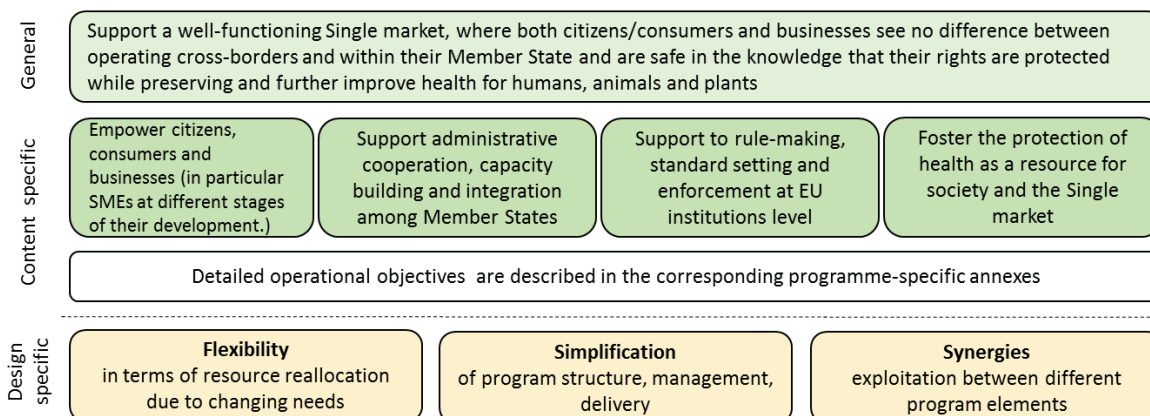 General
Support a well-functioning Single market, where both citizens/consumers and businesses see no difference between
operating cross-borders and within their Member State and are safe in the knowledge that their rights are protected
while preserving and further improve health for humans, animals and plants
Content specific
Empower citizens,
consumers and
businesses (in particular
SMEs at different stages
of their development.)
Support administrative
cooperation, capacity
building and integration
among Member States
Support to rule-making,
standard setting and
enforcement at EU
institutions level
Foster the protection of
health as a resource for
society and the Single
market
Detailed operational objectives are described in the corresponding programme-specific annexes
Design
specific
Flexibility
in terms of resource reallocation
due to changing needs
Simplification
of program structure, management,
delivery
Synergies
exploitation between different
program elements